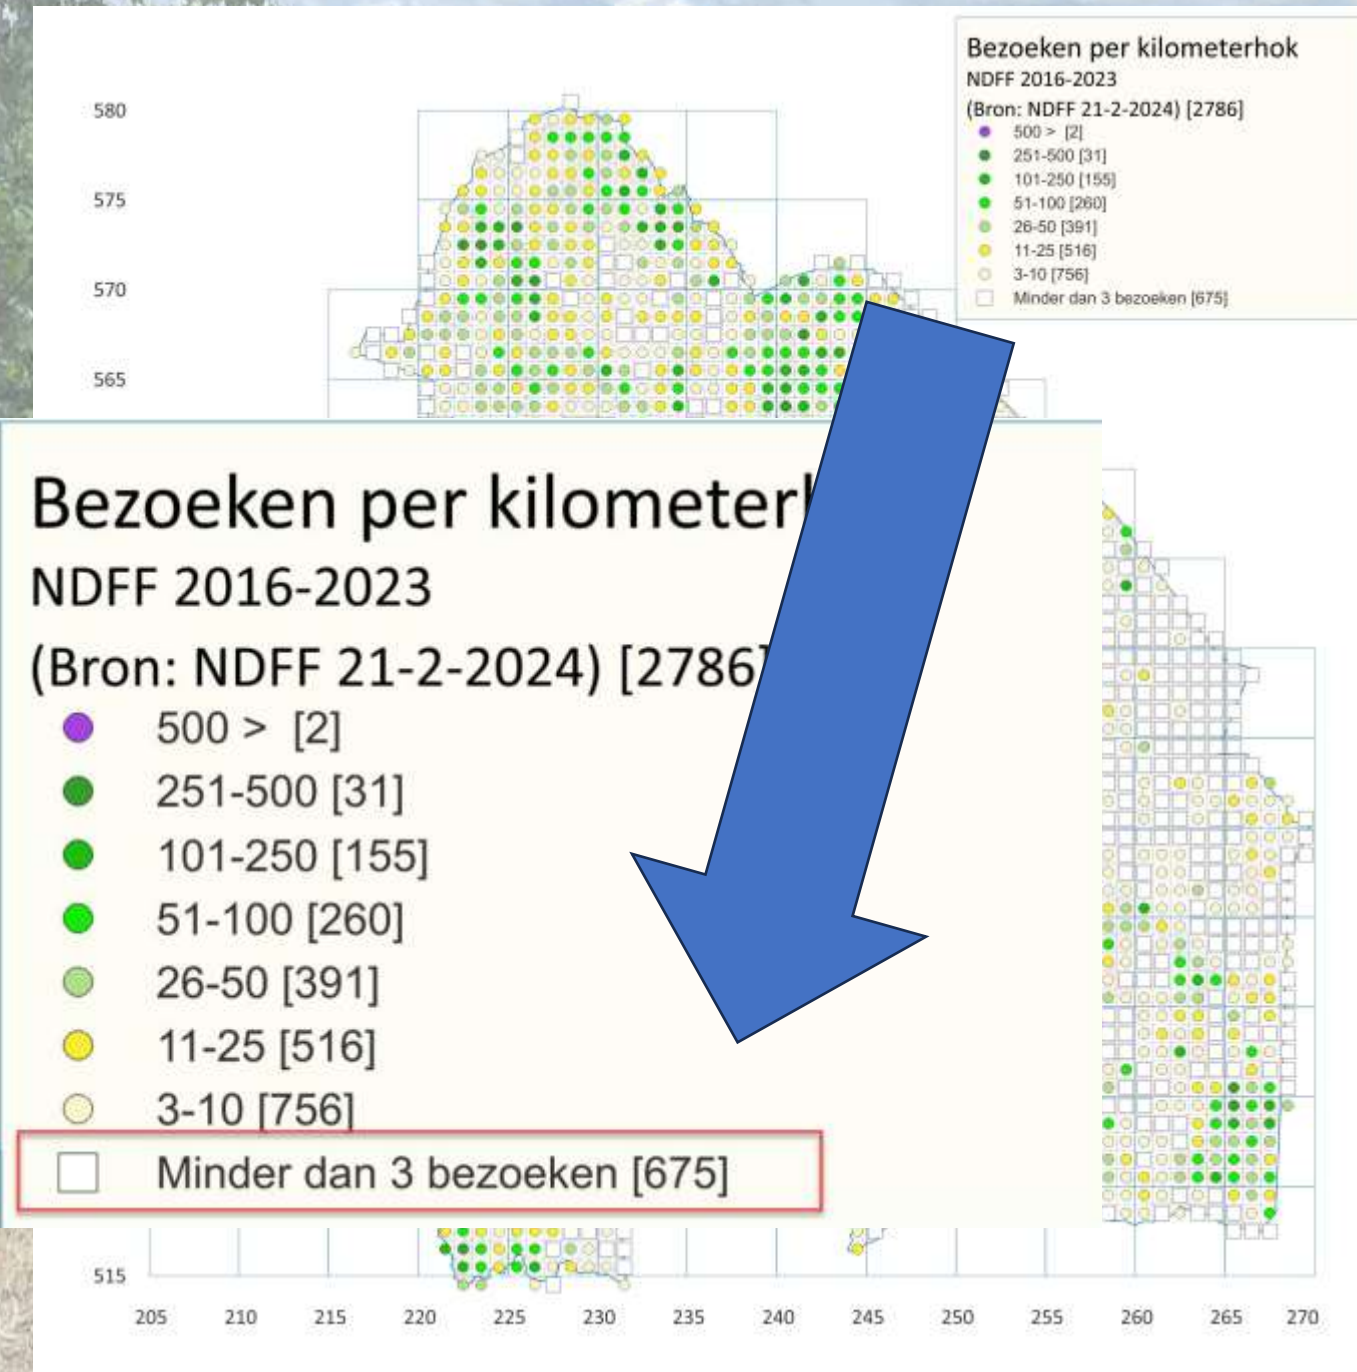 Bezoeken per kilometerhok
NDFF 2016-2023
(Bron: NDFF 21-2-2024) [2786]
500 > [2]
251-500 [31]
101-250 [155]
51-100 [260]
26-50 [391]
11-25 [516]
3-10 [756]
Minder dan 3 bezoeken [675]
580
575
570
565
Bezoeken per kilometerh
NDFF 2016-2023
(Bron: NDFF 21-2-2024) [2786]
500 > [2]
251-500 [31]
101-250 [155]
51-100 [260]
26-50 [391]
11-25 [516]
3-10 [756]
Minder dan 3 bezoeken [675]
515
205 210 215 220 225 230 235 240 245 250 255 260 265 270